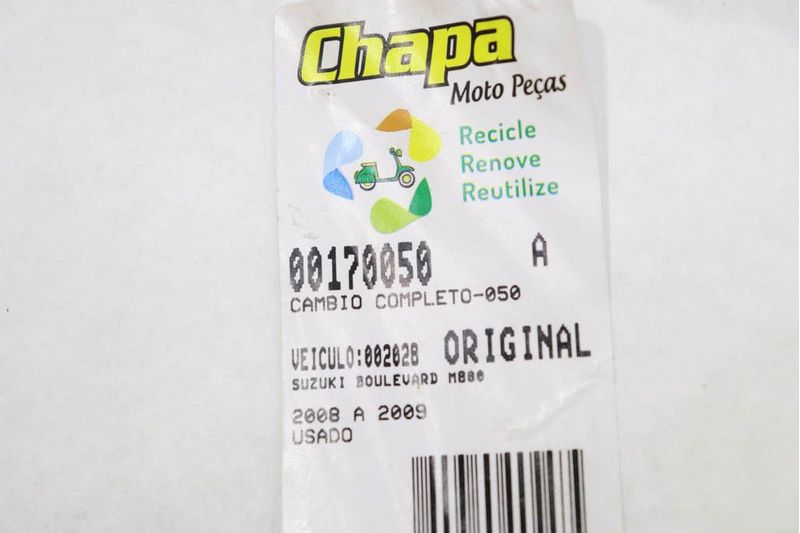 Chapa
Moto Peças
Recicle
Renove
Reutilize
00170050 A
CAMBIO COMPLETO-050
VEICULO:002028 ORIGINAL
SUZUKI BOULEVARD M800
2008 A 2009
USADO